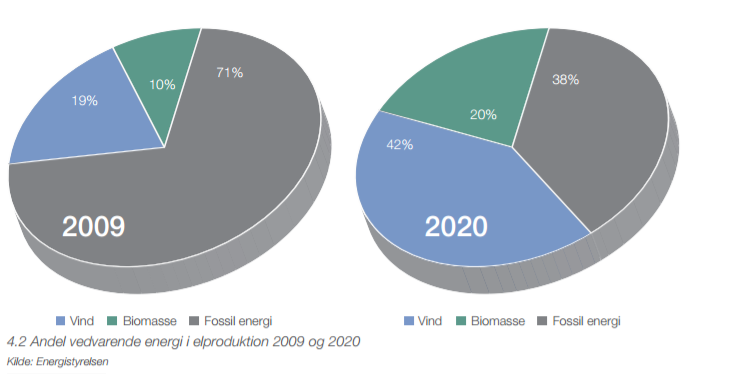 19%
10%
71%
2009
42%
20%
38%
2020
Vind Biomasse Fossil energi
Vind Biomasse Fossil energi
4.2 Andel vedvarende energi i elproduktion 2009 og 2020
Kilde: Energistyrelsen